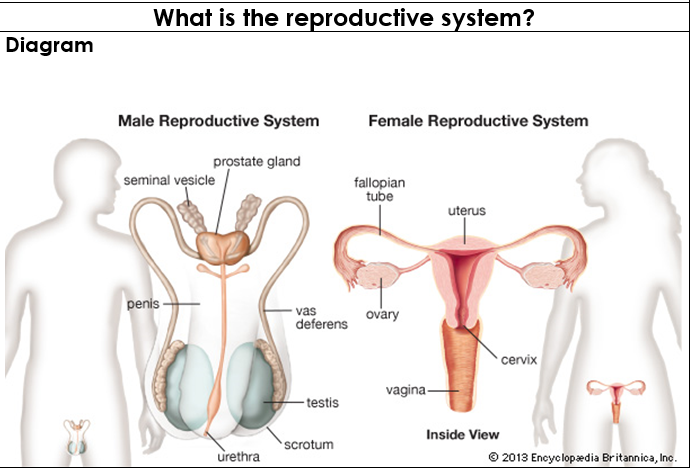 What is the reproductive system?
Diagram
Male Reproductive System
Female Reproductive System
prostate gland
seminal vesicle
penis
vas
deferens
testis
scrotum
urethra
fallopian
tube
uterus
ovary
cervix
vagina
Inside View
© 2013 Encyclopædia Britannica, Inc.